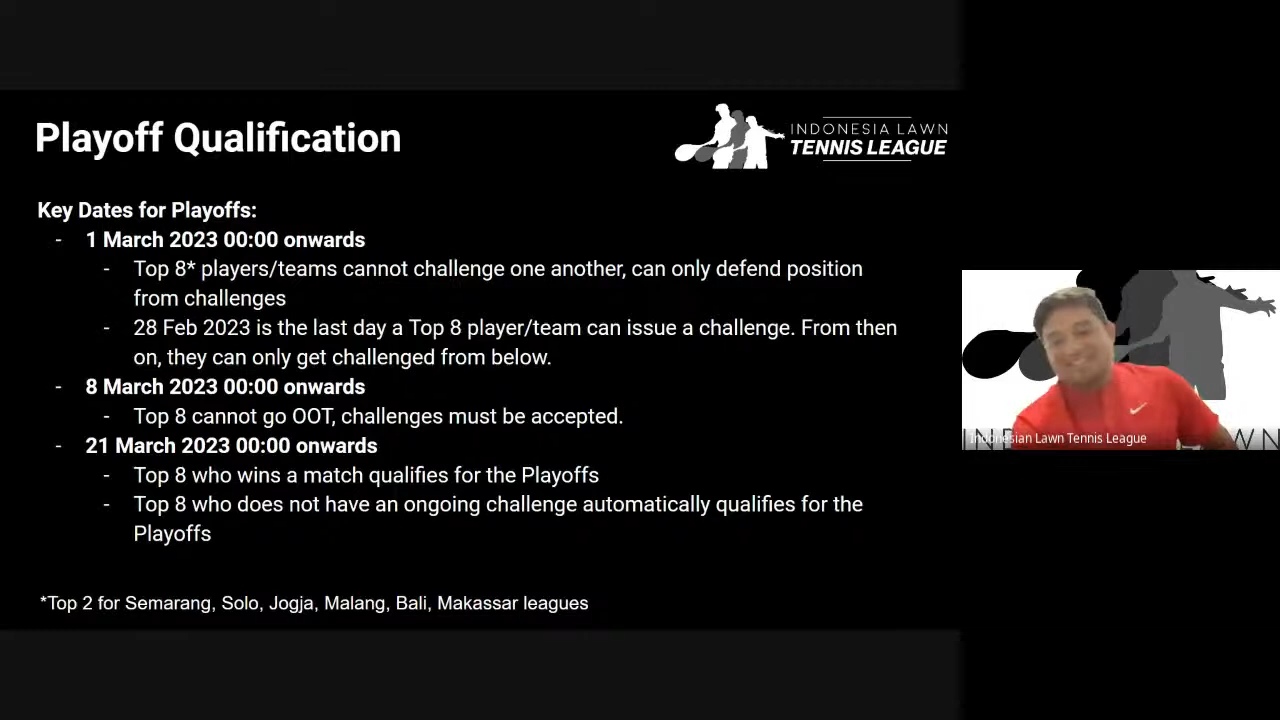 Playoff Qualification
INDONESIA LAWN
TENNIS LEAGUE
Key Dates for Playoffs:
- 1 March 2023 00:00 onwards
- Top 8* players/teams cannot challenge one another, can only defend position
from challenges
- 28 Feb 2023 is the last day a Top 8 player/team can issue a challenge. From then
on, they can only get challenged from below.
- 8 March 2023 00:00 onwards
- Top 8 cannot go OOT, challenges must be accepted.
- 21 March 2023 00:00 onwards
- Top 8 who wins a match qualifies for the Playoffs
- Top 8 who does not have an ongoing challenge automatically qualifies for the
Playoffs
*Top 2 for Semarang, Solo, Jogja, Malang, Bali, Makassar leagues
Indonesian Lawn Tennis League